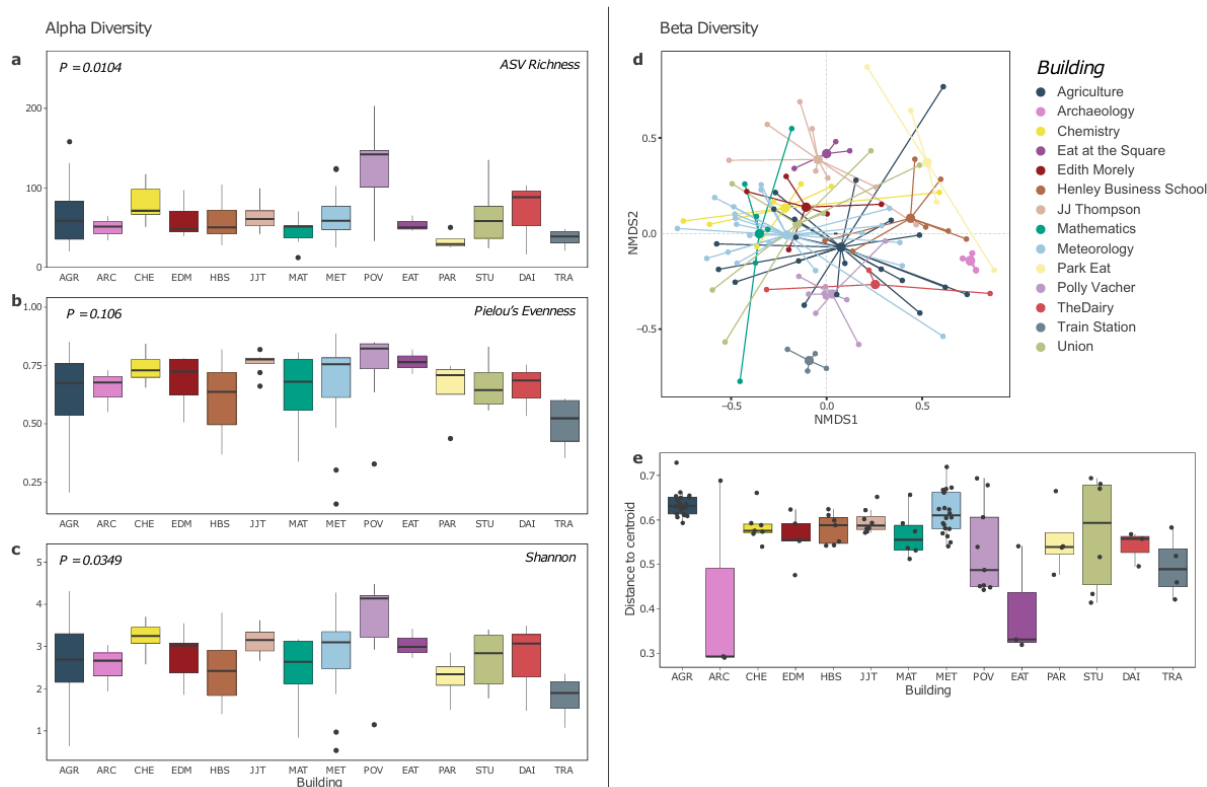 Alpha Diversity
a
P = 0.0104
ASV Richness
200
100
0
AGR ARC CHE EDM HBS JJT MAT MET POV EAT PAR STU DAI TRA
b
P = 0.106
Pielou's Evenness
1.00
0.75
0.50
0.25
AGR ARC CHE EDM HBS JJT MAT MET POV EAT PAR STU DAI TRA
c
P = 0.0349
Shannon
5
4
3
2
1
AGR ARC CHE EDM HBS JJT MAT MET POV EAT PAR STU DAI TRA
Building
Beta Diversity
d
NMDS2
0.5
0.0
−0.5
−0.5 0.0 0.5
NMDS1
Building
Agriculture
Archaeology
Chemistry
Eat at the Square
Edith Morely
Henley Business School
JJ Thompson
Mathematics
Meteorology
Park Eat
Polly Vacher
TheDairy
Train Station
Union
e
Distance to centroid
0.7
0.6
0.5
0.4
0.3
AGR ARC CHE EDM HBS JJT MAT MET POV EAT PAR STU DAI TRA
Building